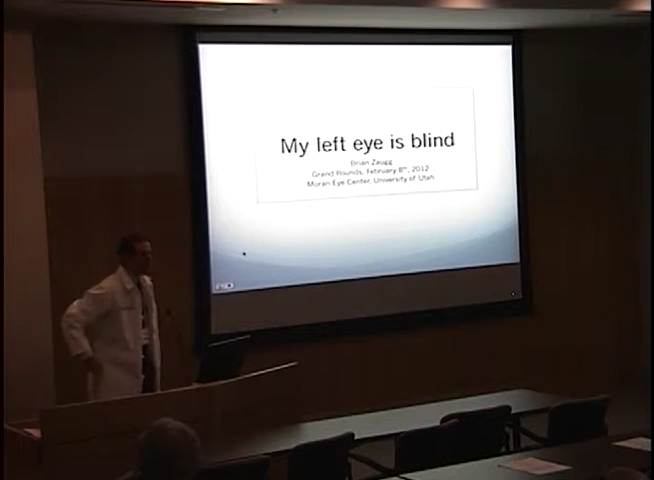 My left eye is blind
Brian Zaugg
Grand Rounds, February 8th, 2012
Moran Eye Center, University of Utah